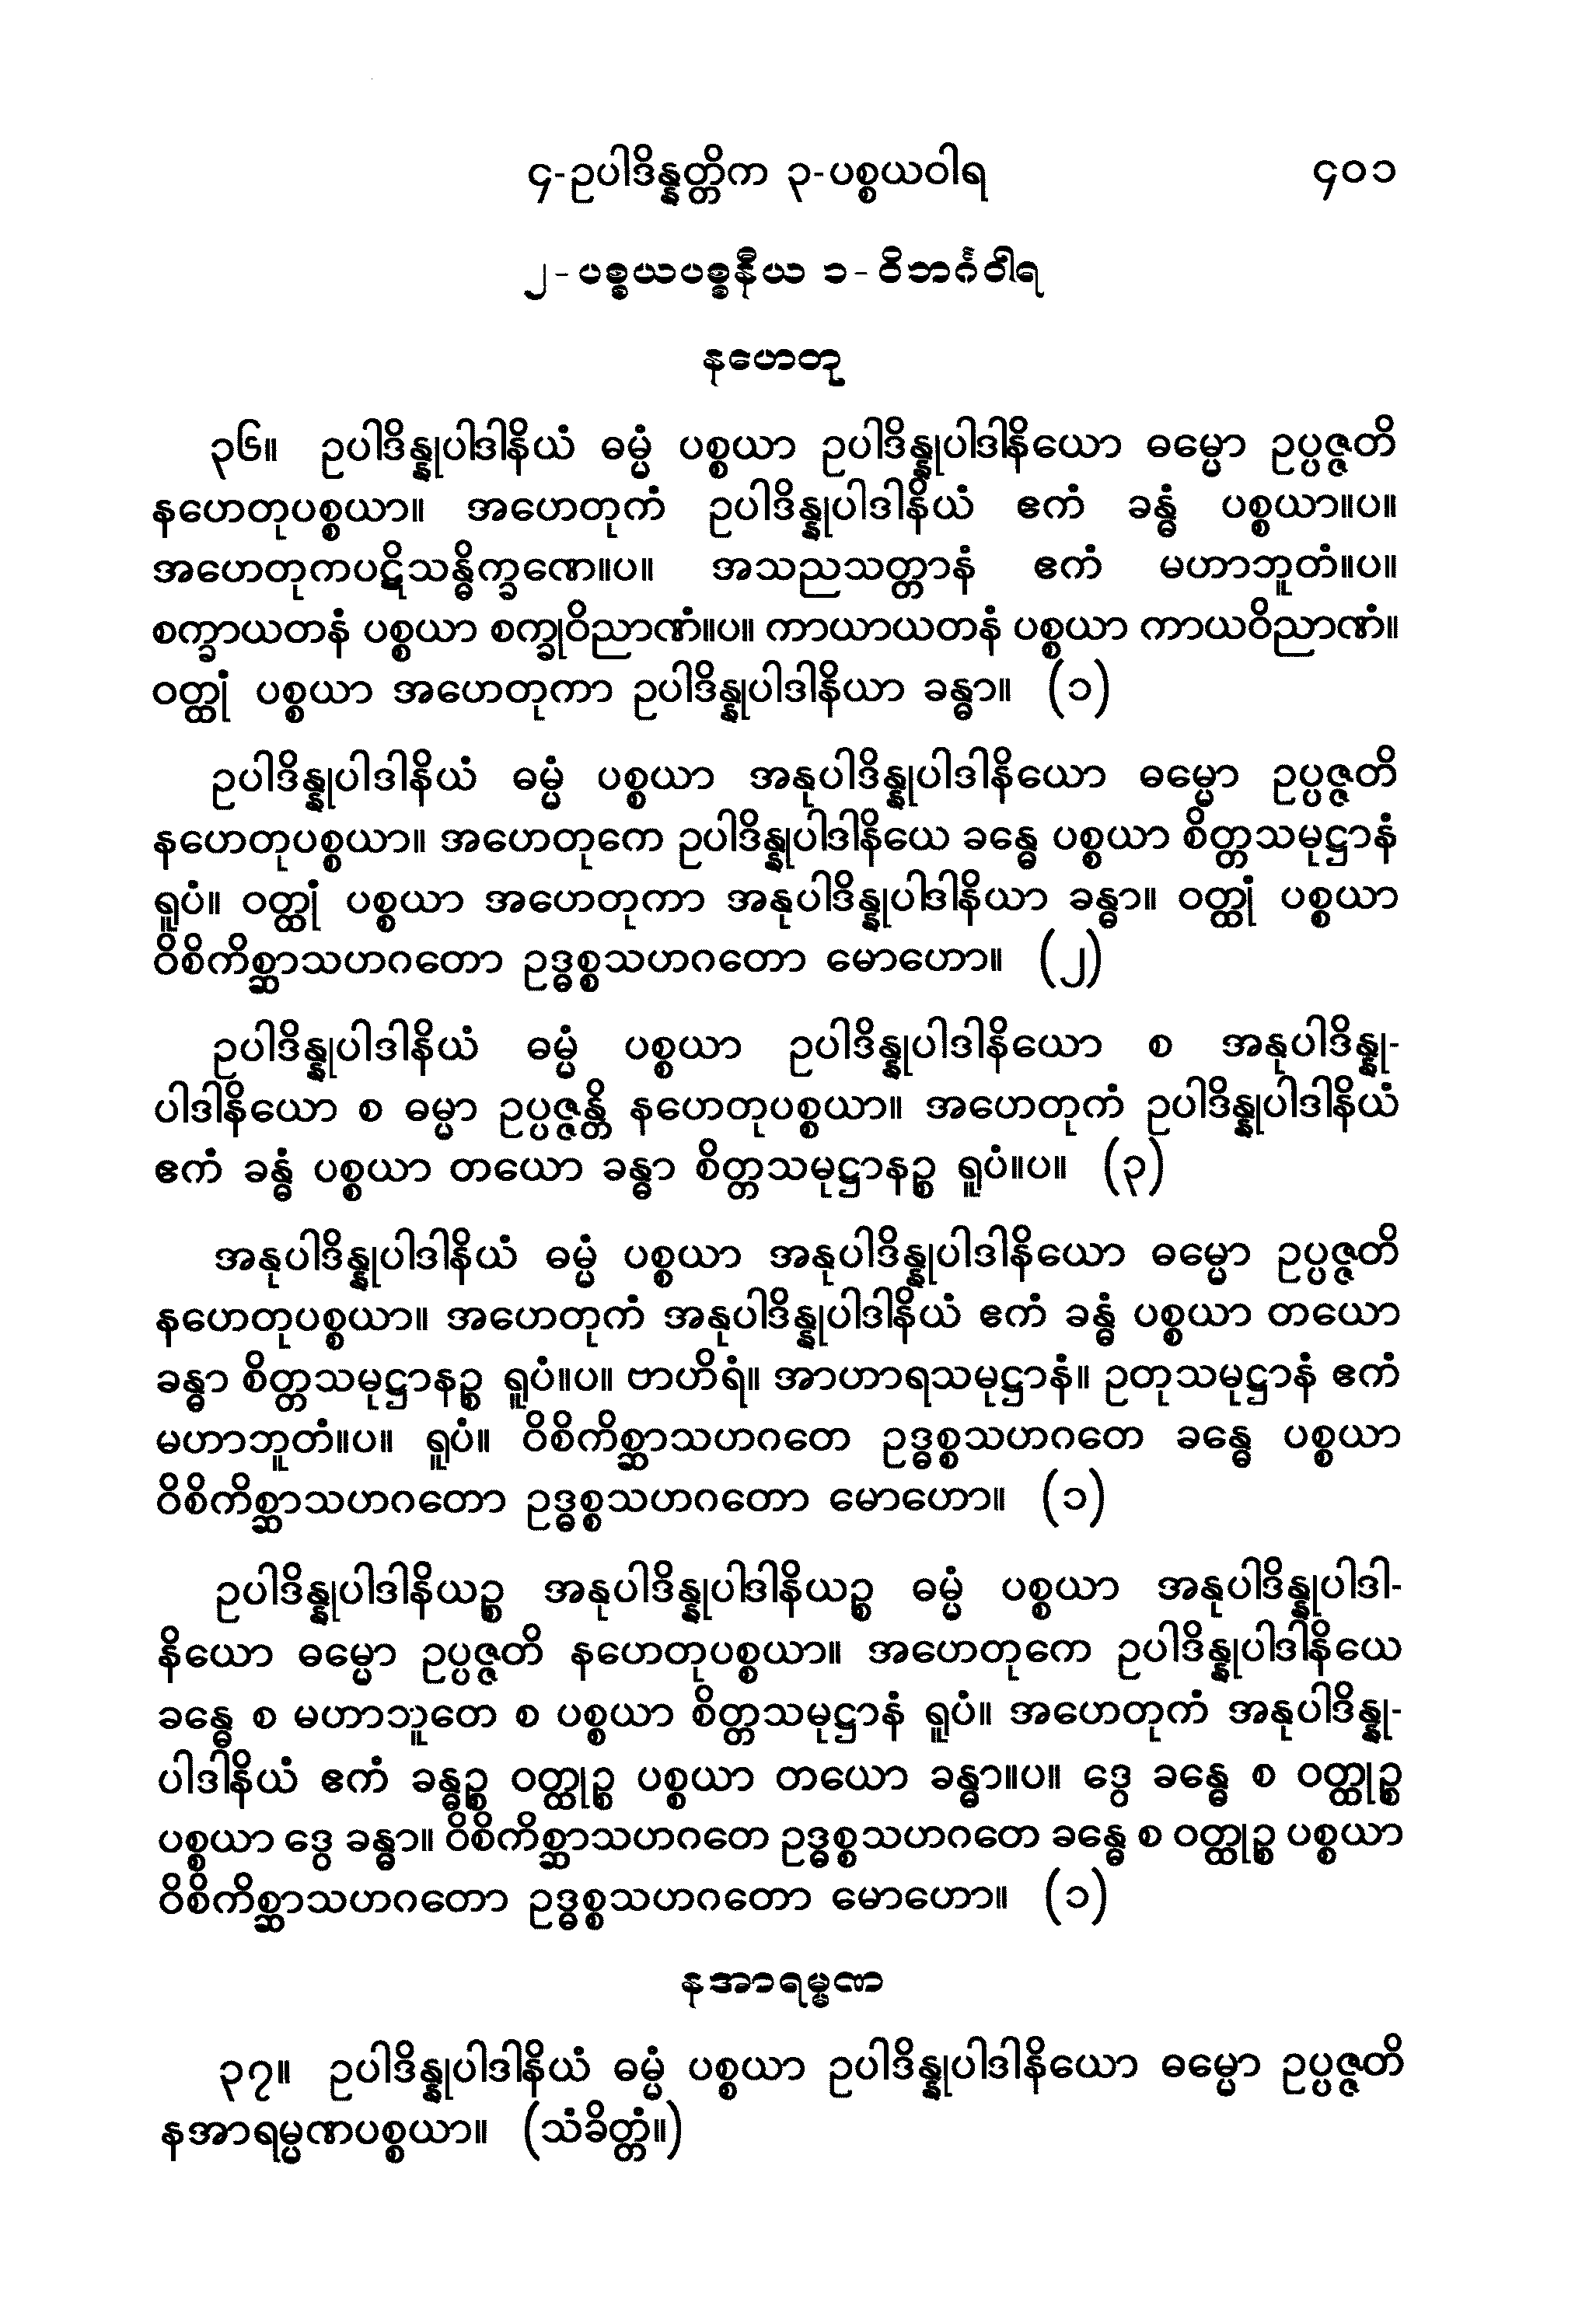 ၄-ဥပါဒိန္နတ္တိက ၃-ပစ္စယဝါရ ၄၀၁
၂-ပစ္စယပစ္စနီယ ၁-ဝိဘင်္ဂဝါရ
နဟေတု
၃၆။ ဥပါဒိန္နုပါဒါနိယံ ဓမ္မံ ပစ္စယာ ဥပါဒိန္နုပါဒါနိယော ဓမ္မော ဥပ္ပဇ္ဇတိ
နဟေတုပစ္စယာ။ အဟေတုကံ ဥပါဒိန္နုပါဒါနိယံ ဧကံ ခန္ဓံ ပစ္စယာ။ပ။
အဟေတုကပဋိသန္ဓိက္ခဏေ။ပ။ အသညသတ္တာနံ ဧကံ မဟာဘူတံ။ပ။
စက္ခာယတနံ ပစ္စယာ စက္ခုဝိညာဏံ။ပ။ ကာယာယတနံ ပစ္စယာ ကာယဝိညာဏံ။
ဝတ္ထုံ ပစ္စယာ အဟေတုကာ ဥပါဒိန္နုပါဒါနိယာ ခန္ဓာ။ (၁)
ဥပါဒိန္နုပါဒါနိယံ ဓမ္မံ ပစ္စယာ အနုပါဒိန္နုပါဒါနိယော ဓမ္မော ဥပ္ပဇ္ဇတိ
နဟေတုပစ္စယာ။ အဟေတုကေ ဥပါဒိန္နုပါဒါနိယေ ခန္ဓေ ပစ္စယာ စိတ္တသမုဋ္ဌာနံ
ရူပံ။ ဝတ္ထုံ ပစ္စယာ အဟေတုကာ အနုပါဒိန္နုပါဒါနိယာ ခန္ဓာ။ ဝတ္ထုံ ပစ္စယာ
ဝိစိကိစ္ဆာသဟဂတော ဥဒ္ဓစ္စသဟဂတော မောဟော။ (၂)
ဥပါဒိန္နုပါဒါနိယံ ဓမ္မံ ပစ္စယာ ဥပါဒိန္နုပါဒါနိယော စ အနုပါဒိန္နု-
ပါဒါနိယော စ ဓမ္မာ ဥပ္ပဇ္ဇန္တိ နဟေတုပစ္စယာ။ အဟေတုကံ ဥပါဒိန္နုပါဒါနိယံ
ဧကံ ခန္ဓံ ပစ္စယာ တယော ခန္ဓာ စိတ္တသမုဋ္ဌာနဉ္စ ရူပံ။ပ။ (၃)
အနုပါဒိန္နုပါဒါနိယံ ဓမ္မံ ပစ္စယာ အနုပါဒိန္နုပါဒါနိယော ဓမ္မော ဥပ္ပဇ္ဇတိ
နဟေတုပစ္စယာ။ အဟေတုကံ အနုပါဒိန္နုပါဒါနိယံ ဧကံ ခန္ဓံ ပစ္စယာ တယော
ခန္ဓာ စိတ္တသမုဋ္ဌာနဉ္စ ရူပံ။ပ။ ဗာဟိရံ။ အာဟာရသမုဋ္ဌာနံ။ ဥတုသမုဋ္ဌာနံ ဧကံ
မဟာဘူတံ။ပ။ ရူပံ။ ဝိစိကိစ္ဆာသဟဂတေ ဥဒ္ဓစ္စသဟဂတေ ခန္ဓေ ပစ္စယာ
ဝိစိကိစ္ဆာသဟဂတော ဥဒ္ဓစ္စသဟဂတော မောဟော။ (၁)
ဥပါဒိန္နုပါဒါနိယဉ္စ အနုပါဒိန္နုပါဒါနိယဉ္စ ဓမ္မံ ပစ္စယာ အနုပါဒိန္နုပါဒါ-
နိယော ဓမ္မော ဥပ္ပဇ္ဇတိ နဟေတုပစ္စယာ။ အဟေတုကေ ဥပါဒိန္နုပါဒါနိယေ
ခန္ဓေ စ မဟာဘူတေ စ ပစ္စယာ စိတ္တသမုဋ္ဌာနံ ရူပံ။ အဟေတုကံ အနုပါဒိန္နု-
ပါဒါနိယံ ဧကံ ခန္ဓဉ္စ ဝတ္ထုဉ္စ ပစ္စယာ တယော ခန္ဓာ။ပ။ ဒွေ ခန္ဓေ စ ဝတ္ထုဉ္စ
ပစ္စယာ ဒွေ ခန္ဓာ။ ဝိစိကိစ္ဆာသဟဂတေ ဥဒ္ဓစ္စသဟဂတေ ခန္ဓေ စ ဝတ္ထုဉ္စ ပစ္စယာ
ဝိစိကိစ္ဆာသဟဂတော ဥဒ္ဓစ္စသဟဂတော မောဟော။ (၁)
နအာရမ္မဏ
၃၇။ ဥပါဒိန္နုပါဒါနိယံ ဓမ္မံ ပစ္စယာ ဥပါဒိန္နုပါဒါနိယော ဓမ္မော ဥပ္ပဇ္ဇတိ
နအာရမ္မဏပစ္စယာ။ (သံခိတ္တံ။)